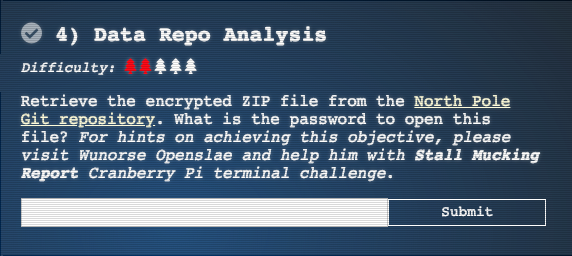 4) Data Repo Analysis
Difficulty:
Retrieve the encrypted ZIP file from the North Pole
Git repository. What is the password to open this
file? For hints on achieving this objective, please
visit Wunorse Openslae and help him with Stall Mucking
Report Cranberry Pi terminal challenge.
Submit